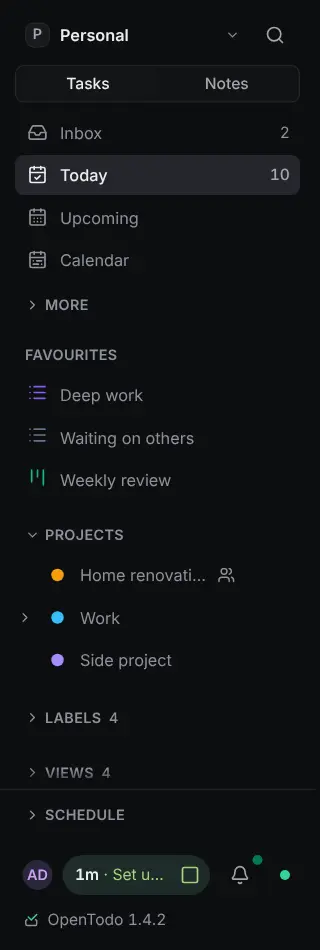 P Personal
Tasks Notes
Inbox 2
Today 10
Upcoming
Calendar
MORE
FAVOURITES
Deep work
Waiting on others
Weekly review
PROJECTS
Home renovati...
Work
Side project
LABELS 4
VIEWS 4
SCHEDULE
AD 1m · Set u...
OpenTodo 1.4.2